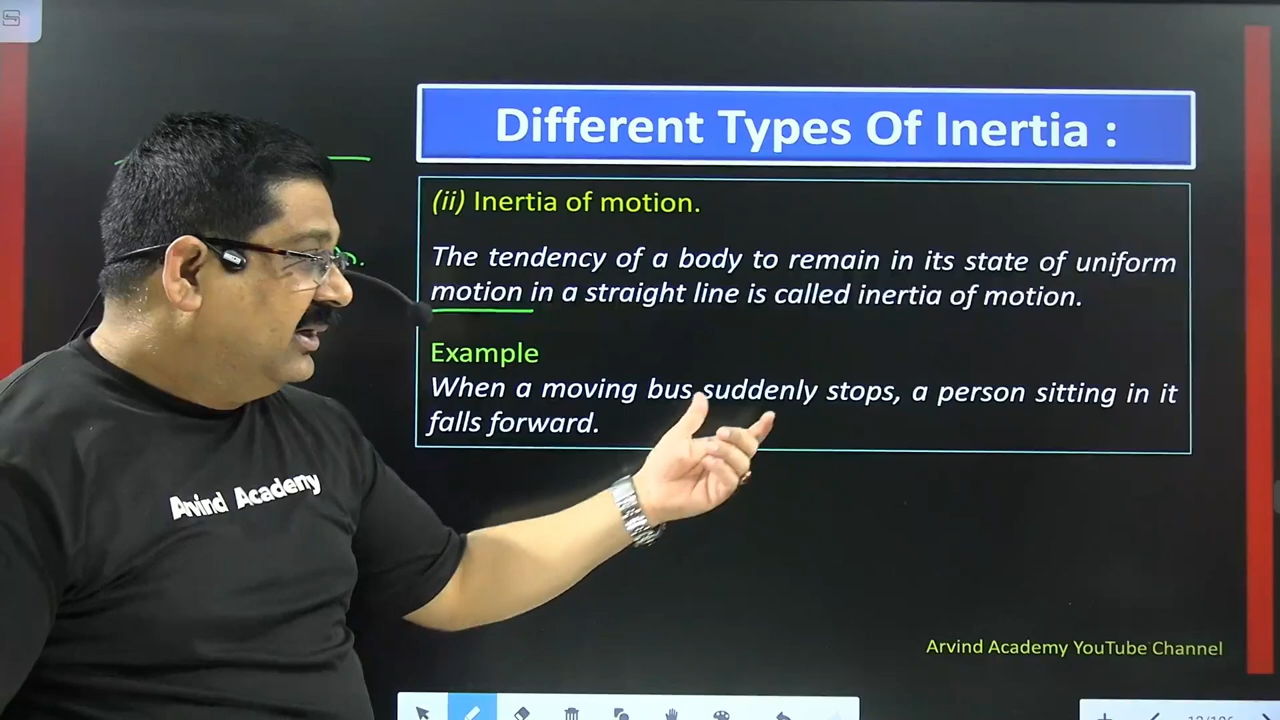 Different Types Of Inertia :
(ii) Inertia of motion.
The tendency of a body to remain in its state of uniform
motion in a straight line is called inertia of motion.
Example
When a moving bus suddenly stops, a person sitting in it
falls forward.
Arvind Academy
Arvind Academy YouTube Channel